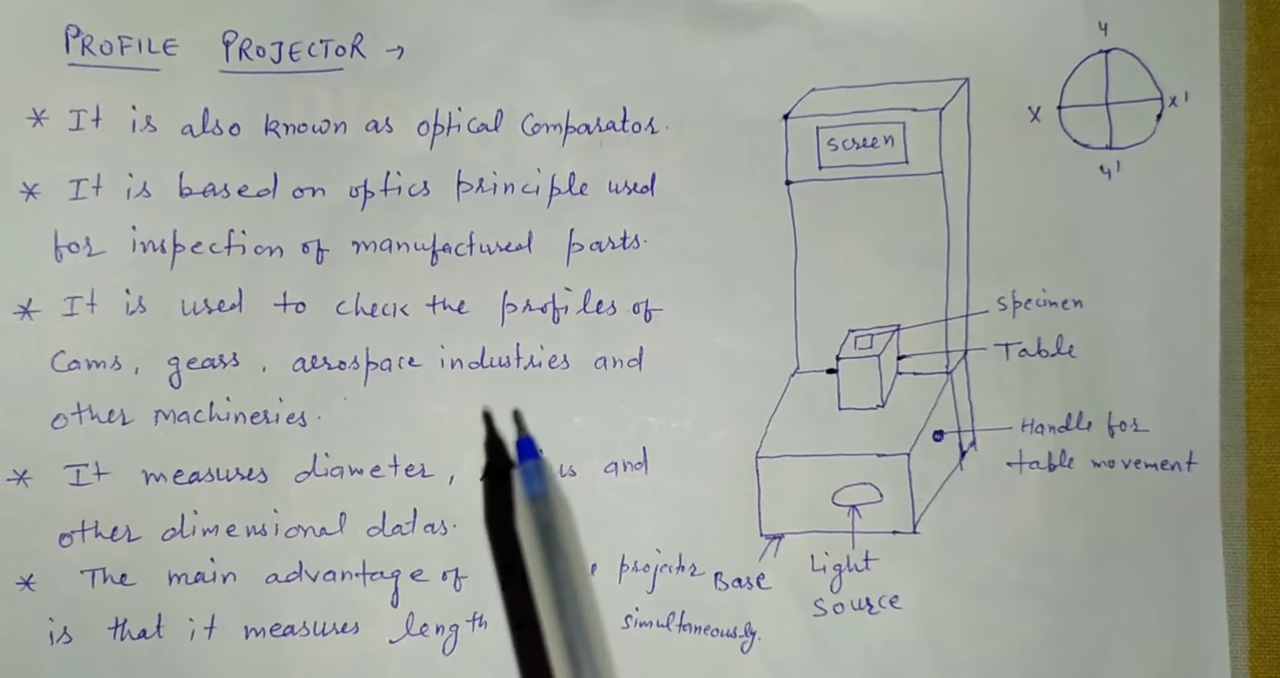 PROFILE PROJECTOR →
* It is also known as optical Comparator.
* It is based on optics principle used
for inspection of manufactured parts.
* It is used to check the profiles of
Cams, gears, aerospace industries and
other machineries.
* It measures diameter, and
other dimensional datas.
* The main advantage of projector
is that it measures length simultaneously.
Screen
Specimen
Table
Handle for
table movement
Base
Light
Source
y
x x'
y'